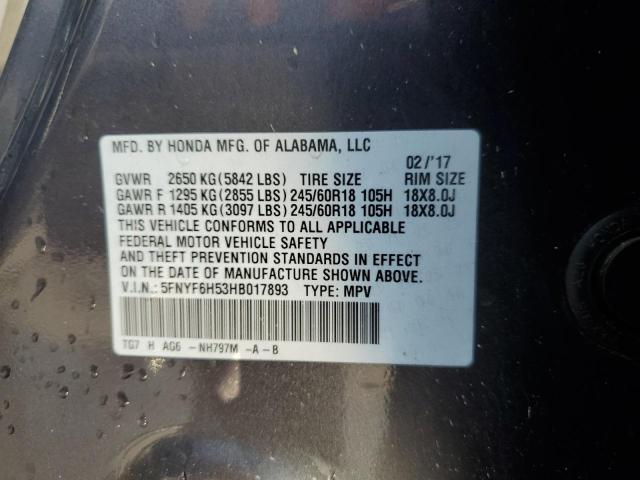 MFD. BY HONDA MFG. OF ALABAMA, LLC
02/'17
GVWR 2650 KG(5842 LBS) TIRE SIZE RIM SIZE
GAWR F 1295 KG(2855 LBS)245/60R18 105H 18X8.0J
GAWR R 1405 KG(3097 LBS)245/60R18 105H 18X8.0J
THIS VEHICLE CONFORMS TO ALL APPLICABLE
FEDERAL MOTOR VEHICLE SAFETY
AND THEFT PREVENTION STANDARDS IN EFFECT
ON THE DATE OF MANUFACTURE SHOWN ABOVE.
V.I.N.: 5FNYF6H53HB017893 TYPE: MPV
TG7 H AG6 -NH797M -A-B